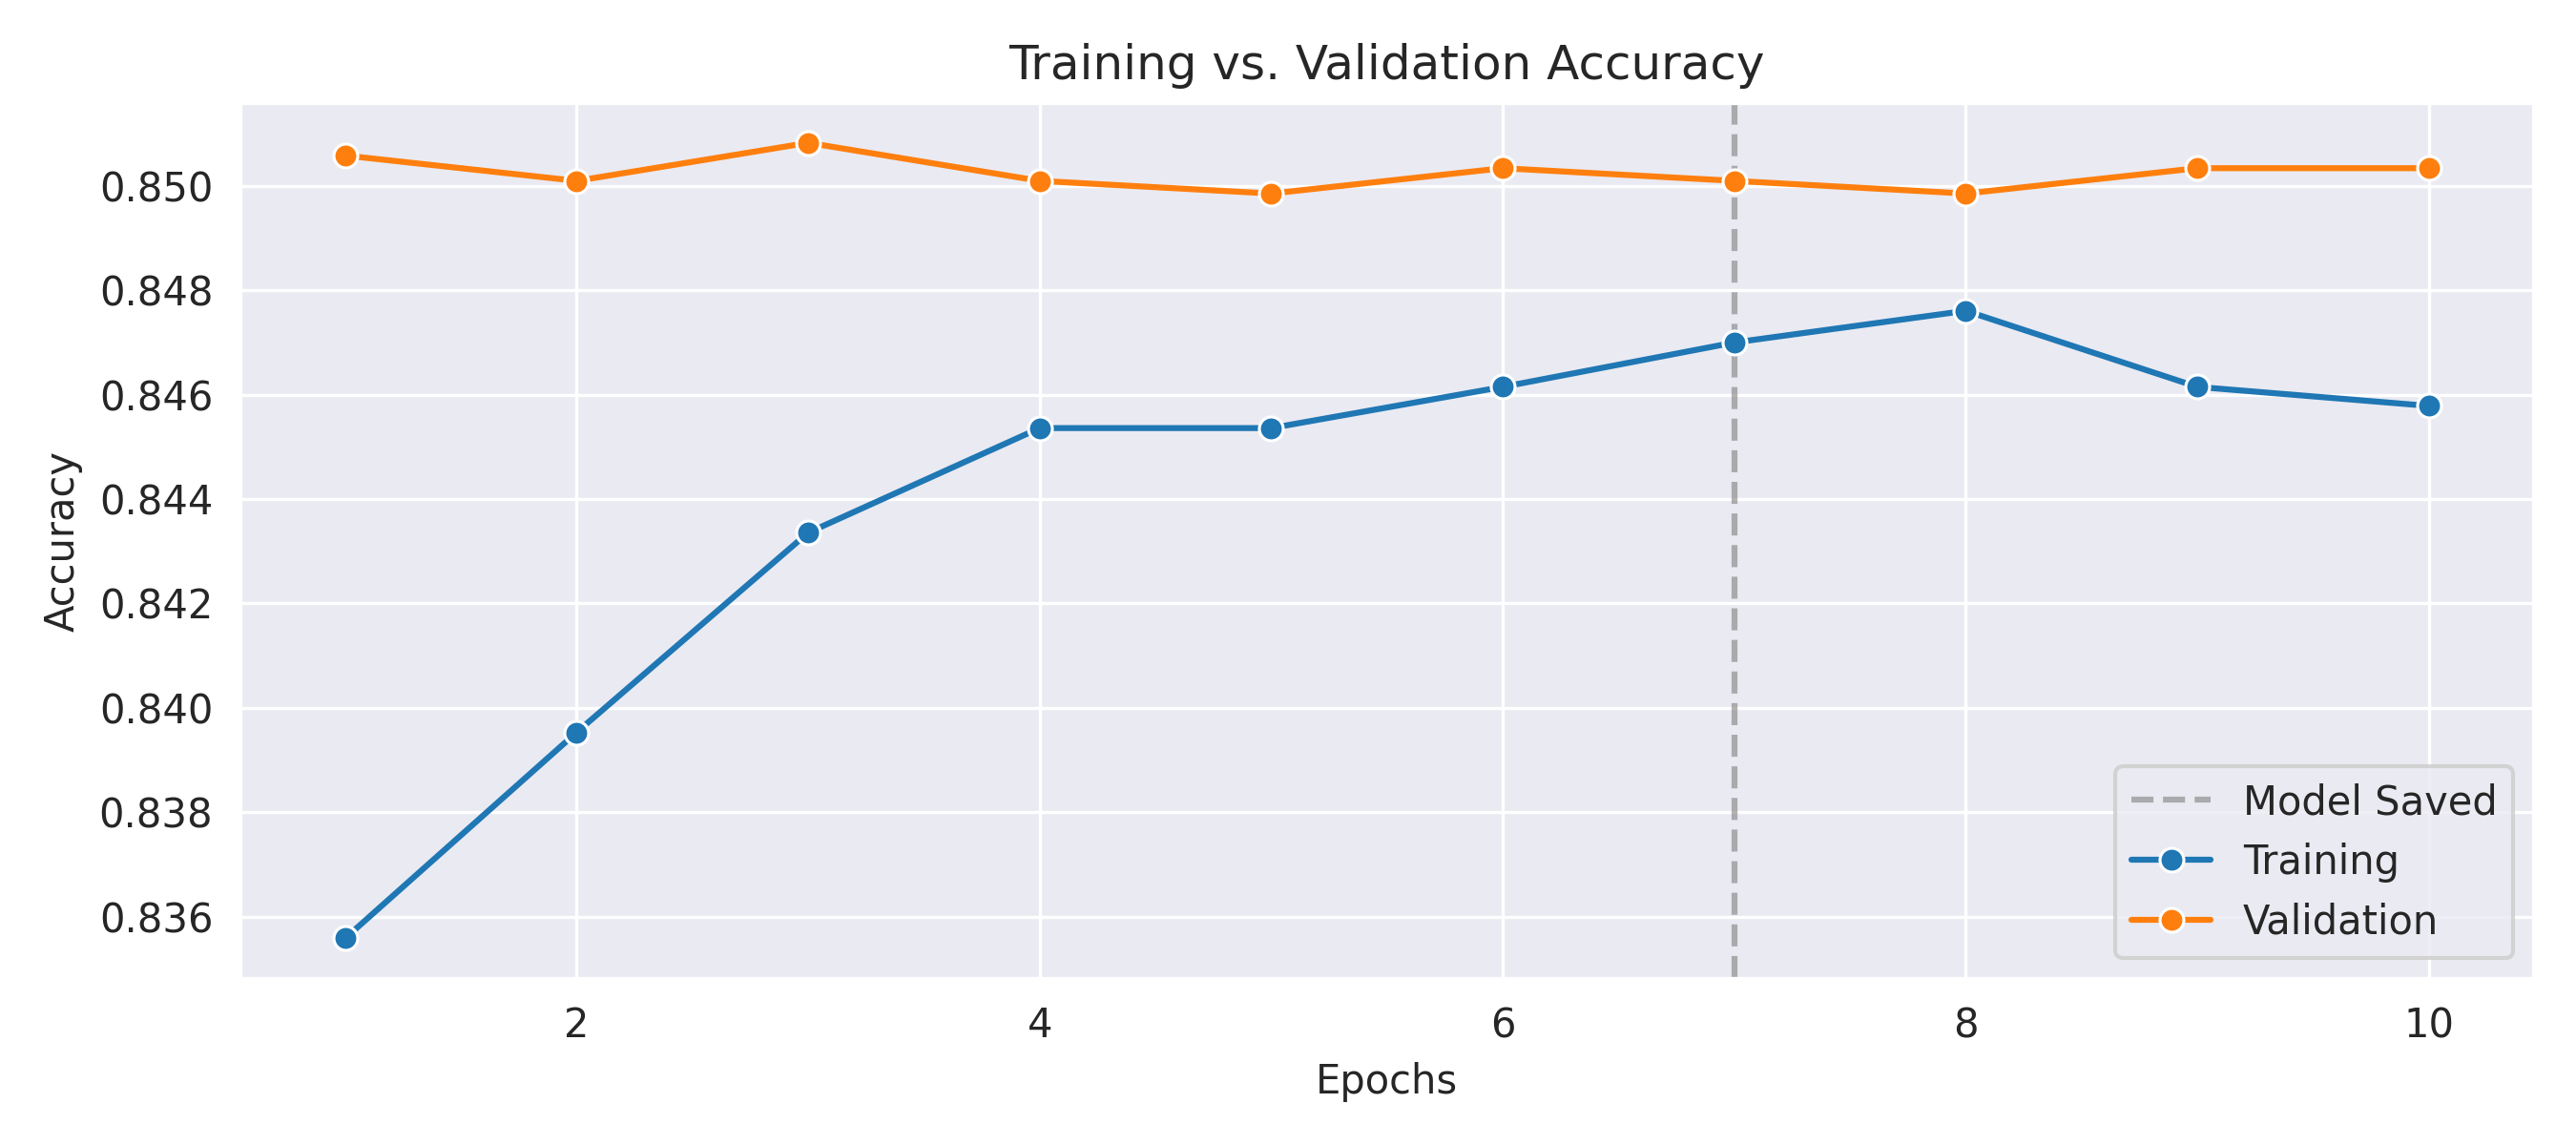 Training vs. Validation Accuracy
Accuracy
0.850
0.848
0.846
0.844
0.842
0.840
0.838
0.836
2 4 6 8 10
Epochs
Model Saved
Training
Validation